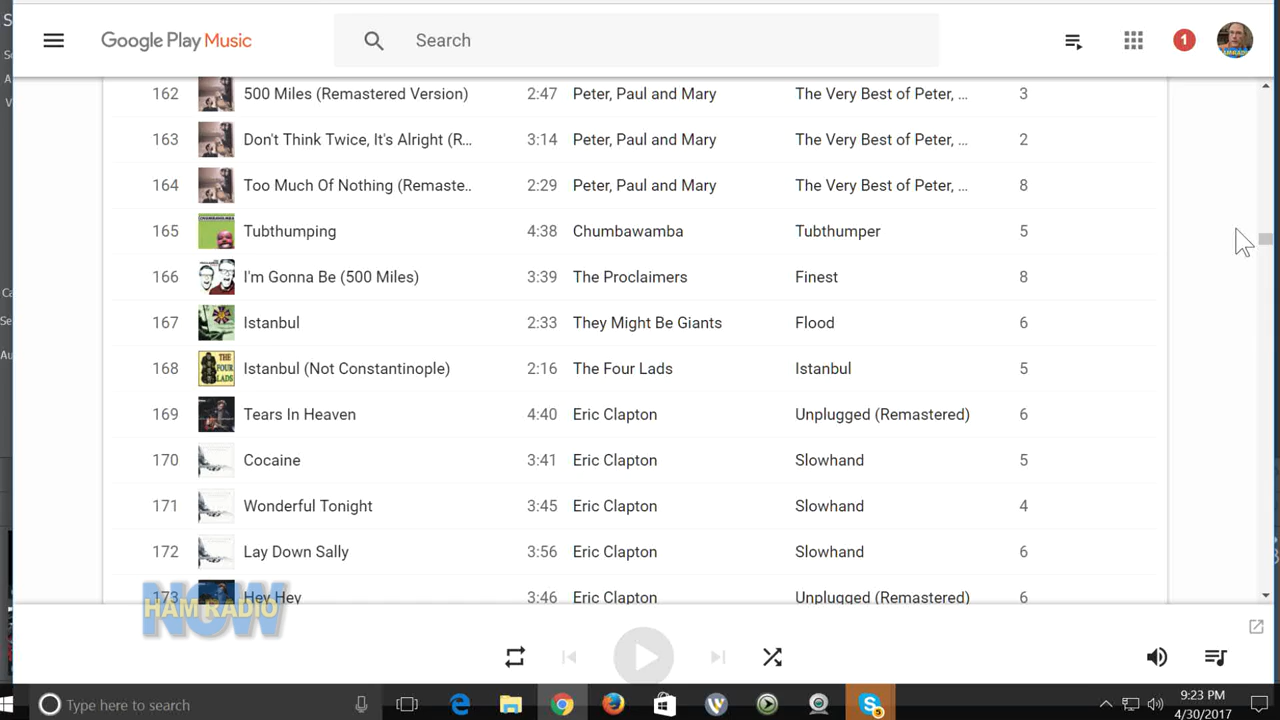 Google Play Music Search 1
162 500 Miles (Remastered Version) 2:47 Peter, Paul and Mary The Very Best of Peter, ... 3
163 Don't Think Twice, It's Alright (R... 3:14 Peter, Paul and Mary The Very Best of Peter, ... 2
164 Too Much Of Nothing (Remaste.. 2:29 Peter, Paul and Mary The Very Best of Peter, ... 8
165 Tubthumping 4:38 Chumbawamba Tubthumper 5
166 I'm Gonna Be (500 Miles) 3:39 The Proclaimers Finest 8
167 Istanbul 2:33 They Might Be Giants Flood 6
168 Istanbul (Not Constantinople) 2:16 The Four Lads Istanbul 5
169 Tears In Heaven 4:40 Eric Clapton Unplugged (Remastered) 6
170 Cocaine 3:41 Eric Clapton Slowhand 5
171 Wonderful Tonight 3:45 Eric Clapton Slowhand 4
172 Lay Down Sally 3:56 Eric Clapton Slowhand 6
173 Hey Hey 3:46 Eric Clapton Unplugged (Remastered) 6
HAM RADIO
NOW
Type here to search 5 9:23 PM
4/30/2017